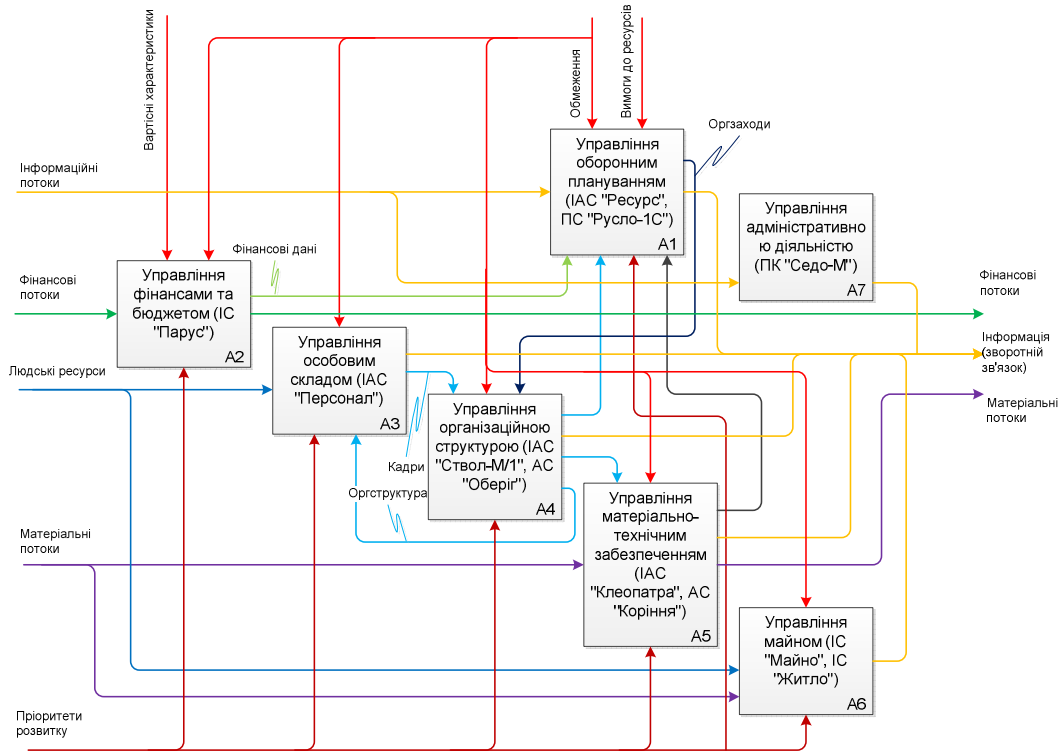 Вартісні характеристики
Обмеження
Вимоги до ресурсів
Оргзаходи
Інформаційні
потоки
Управління
оборонним
плануванням
(ІАС "Ресурс",
ПС "Русло-1С")
А1
Управління
адміністративно
ю діяльністю
(ПК "Седо-М")
А7
Фінансові дані
Фінансові
потоки
Управління
фінансами та
бюджетом (ІС
"Парус")
А2
Фінансові
потоки
Управління
особовим
складом (ІАС
"Персонал")
А3
Інформація
(зворотній
зв'язок)
Людські ресурси
Матеріальні
потоки
Управління
організаційною
структурою (ІАС
"Ствол-М/1", АС
"Оберіг")
А4
Кадри
Оргструктура
Управління
матеріально-
технічним
забезпеченням
(ІАС
"Клеопатра", АС
"Коріння")
А5
Матеріальні
потоки
Управління
майном (ІС
"Майно", ІС
"Житло")
А6
Пріоритети
розвитку